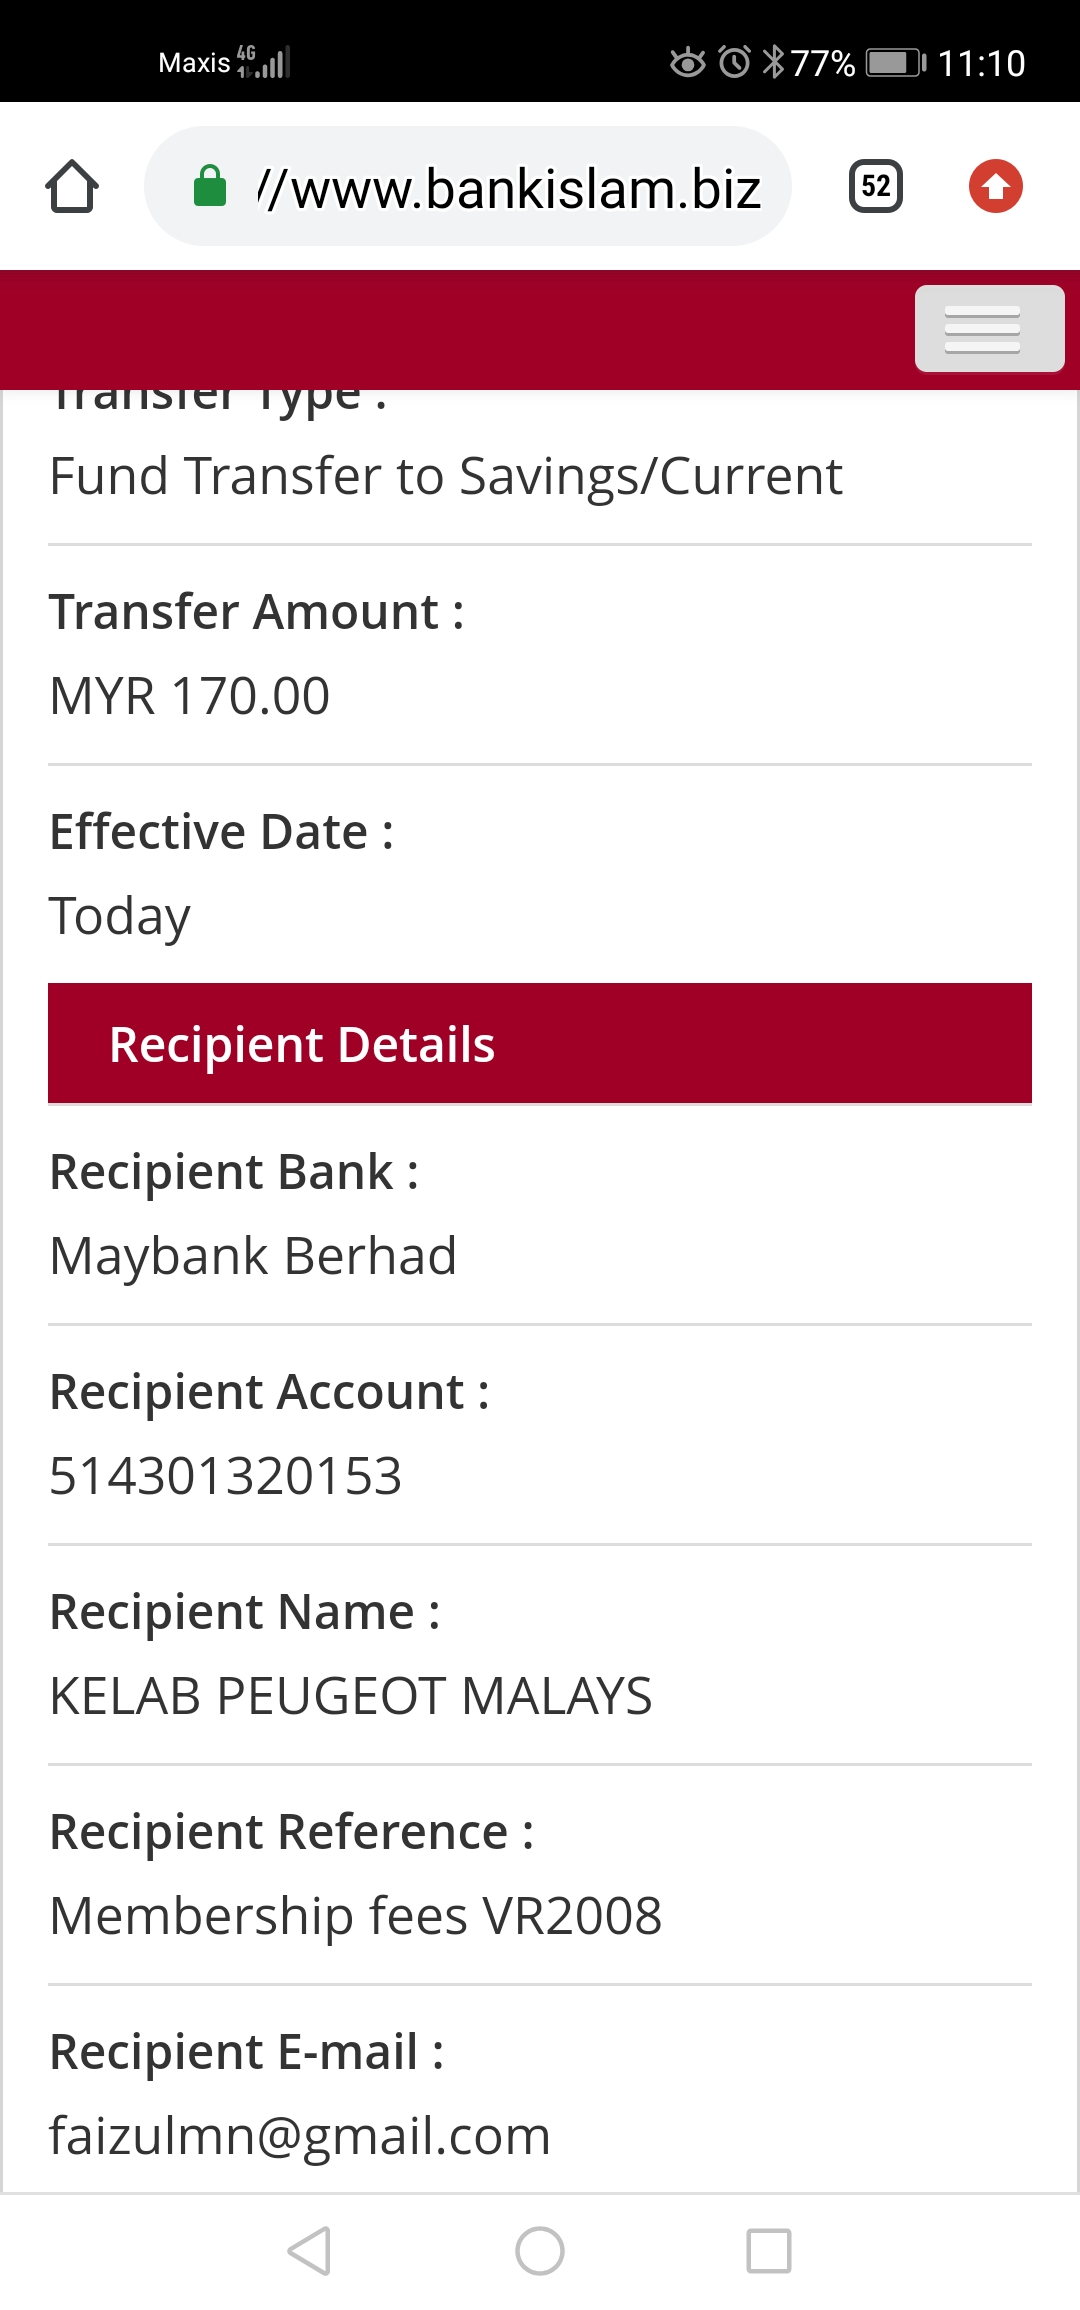 Maxis 4G 77% 11:10
//www.bankislam.biz 52
Transfer Type :
Fund Transfer to Savings/Current
Transfer Amount :
MYR 170.00
Effective Date :
Today
Recipient Details
Recipient Bank :
Maybank Berhad
Recipient Account :
514301320153
Recipient Name :
KELAB PEUGEOT MALAYS
Recipient Reference :
Membership fees VR2008
Recipient E-mail :
faizulmn@gmail.com